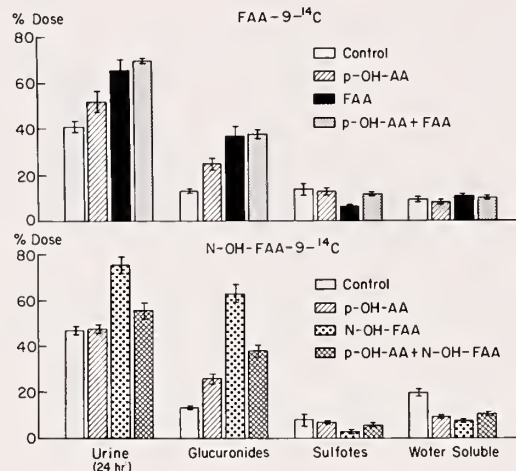 FAA-9-¹⁴C
% Dose
80
60
40
20
0
Control
p-OH-AA
FAA
p-OH-AA+FAA
N-OH-FAA-9-¹⁴C
% Dose
80
60
40
20
0
Control
p-OH-AA
N-OH-FAA
p-OH-AA+N-OH-FAA
Urine
(24 hr)
Glucuronides
Sulfotes
Water Soluble